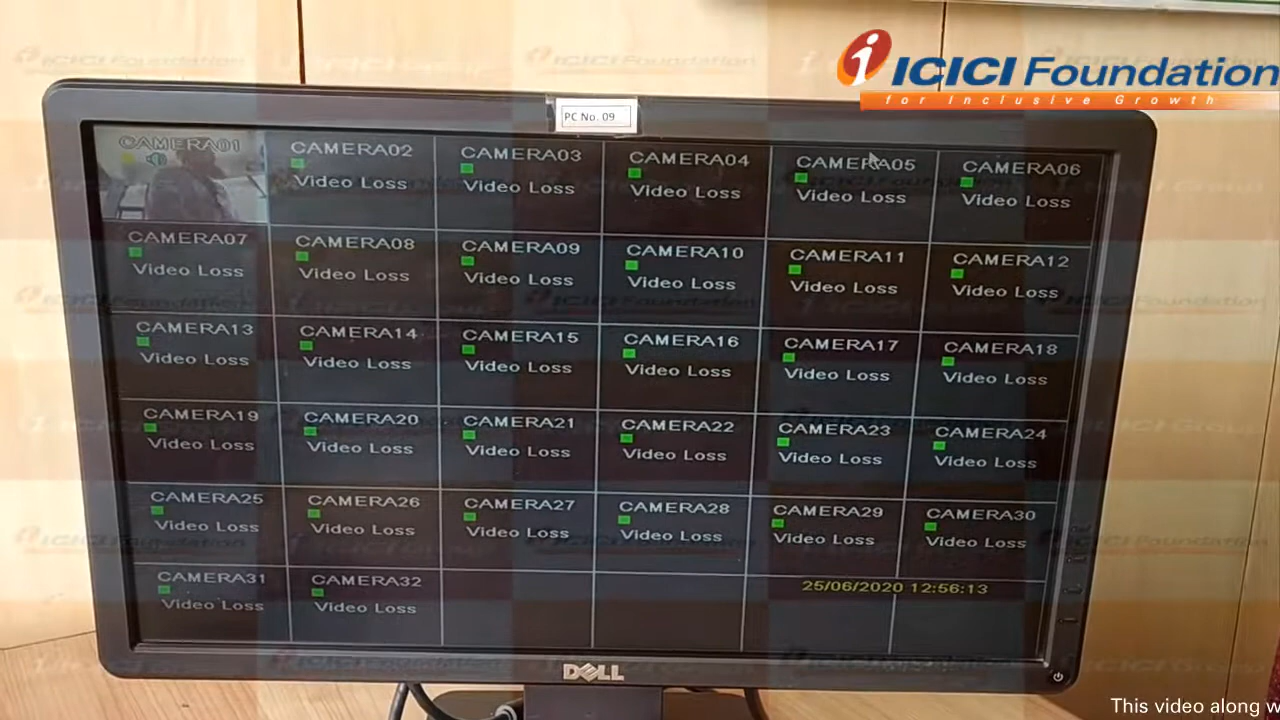 ICICI Foundation
for Inclusive Growth
PC No. 09
CAMERA01
CAMERA02
Video Loss
CAMERA03
Video Loss
CAMERA04
Video Loss
CAMERA05
Video Loss
CAMERA06
Video Loss
CAMERA07
Video Loss
CAMERA08
Video Loss
CAMERA09
Video Loss
CAMERA10
Video Loss
CAMERA11
Video Loss
CAMERA12
Video Loss
CAMERA13
Video Loss
CAMERA14
Video Loss
CAMERA15
Video Loss
CAMERA16
Video Loss
CAMERA17
Video Loss
CAMERA18
Video Loss
CAMERA19
Video Loss
CAMERA20
Video Loss
CAMERA21
Video Loss
CAMERA22
Video Loss
CAMERA23
Video Loss
CAMERA24
Video Loss
CAMERA25
Video Loss
CAMERA26
Video Loss
CAMERA27
Video Loss
CAMERA28
Video Loss
CAMERA29
Video Loss
CAMERA30
Video Loss
CAMERA31
Video Loss
CAMERA32
Video Loss
25/06/2020 12:56:13
DELL
This video along w